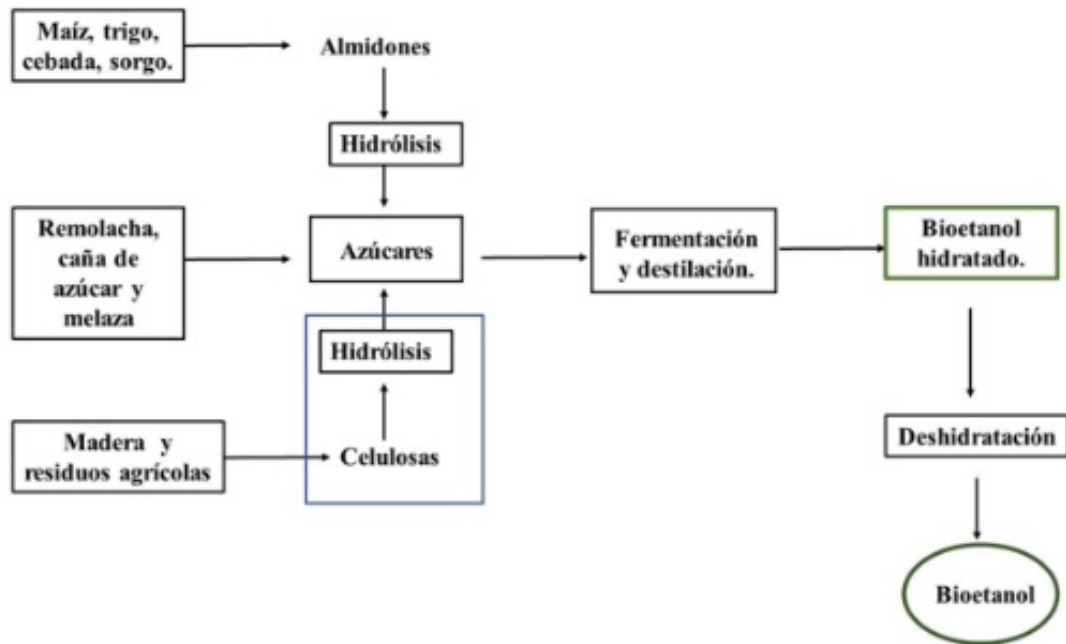 Maíz, trigo,
cebada, sorgo.
Almidones
Hidrólisis
Remolacha,
caña de
azúcar y
melaza
Azúcares
Fermentación
y destilación.
Bioetanol
hidratado.
Hidrólisis
Madera y
residuos agrícolas
Celulosas
Deshidratación
Bioetanol